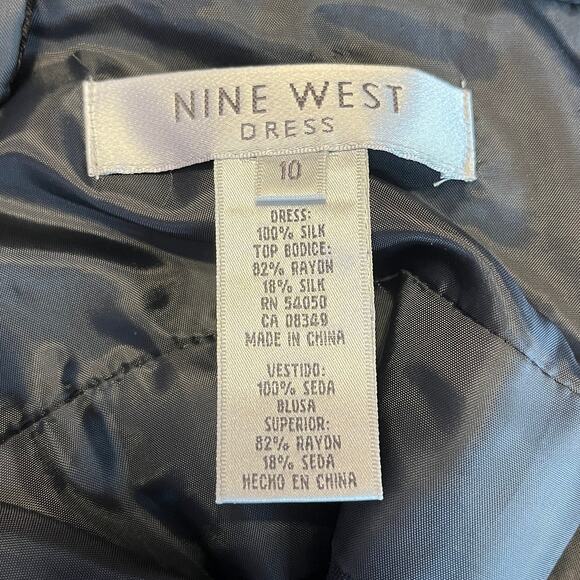 NINE WEST
DRESS
10
DRESS:
100% SILK
TOP BODICE:
82% RAYON
18% SILK
RN 54050
CA 08349
MADE IN CHINA
VESTIDO:
100% SEDA
BLUSA
SUPERIOR:
82% RAYON
18% SEDA
HECHO EN CHINA